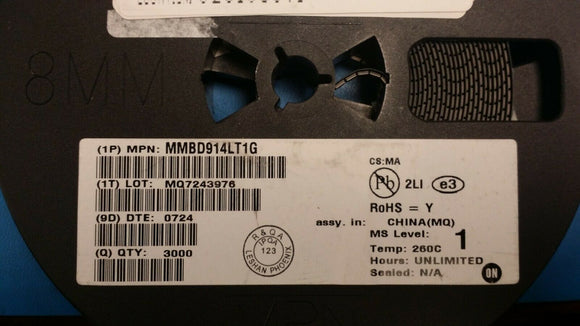 8MM
(1P) MPN: MMBD914LT1G
(1T) LOT: MQ7243976
(9D) DTE: 0724
(Q) QTY: 3000
R & QA
IPQA
123
LESHAN PHOENIX
CS:MA
Pb 2LI e3
RoHS = Y
assy. in: CHINA(MQ)
MS Level: 1
Temp: 260C
Hours: UNLIMITED
Sealed: N/A
ON